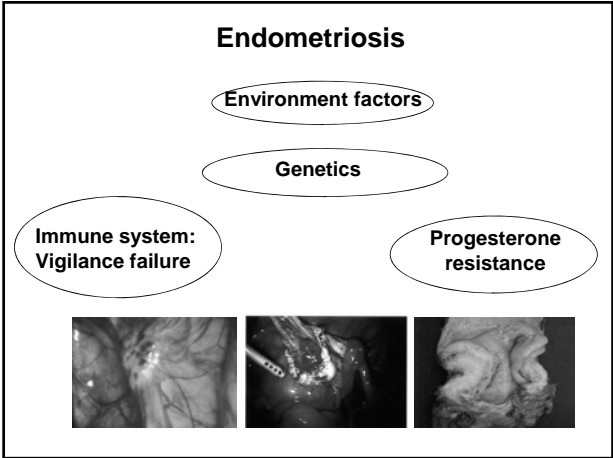 Endometriosis
Environment factors
Genetics
Immune system:
Vigilance failure
Progesterone
resistance